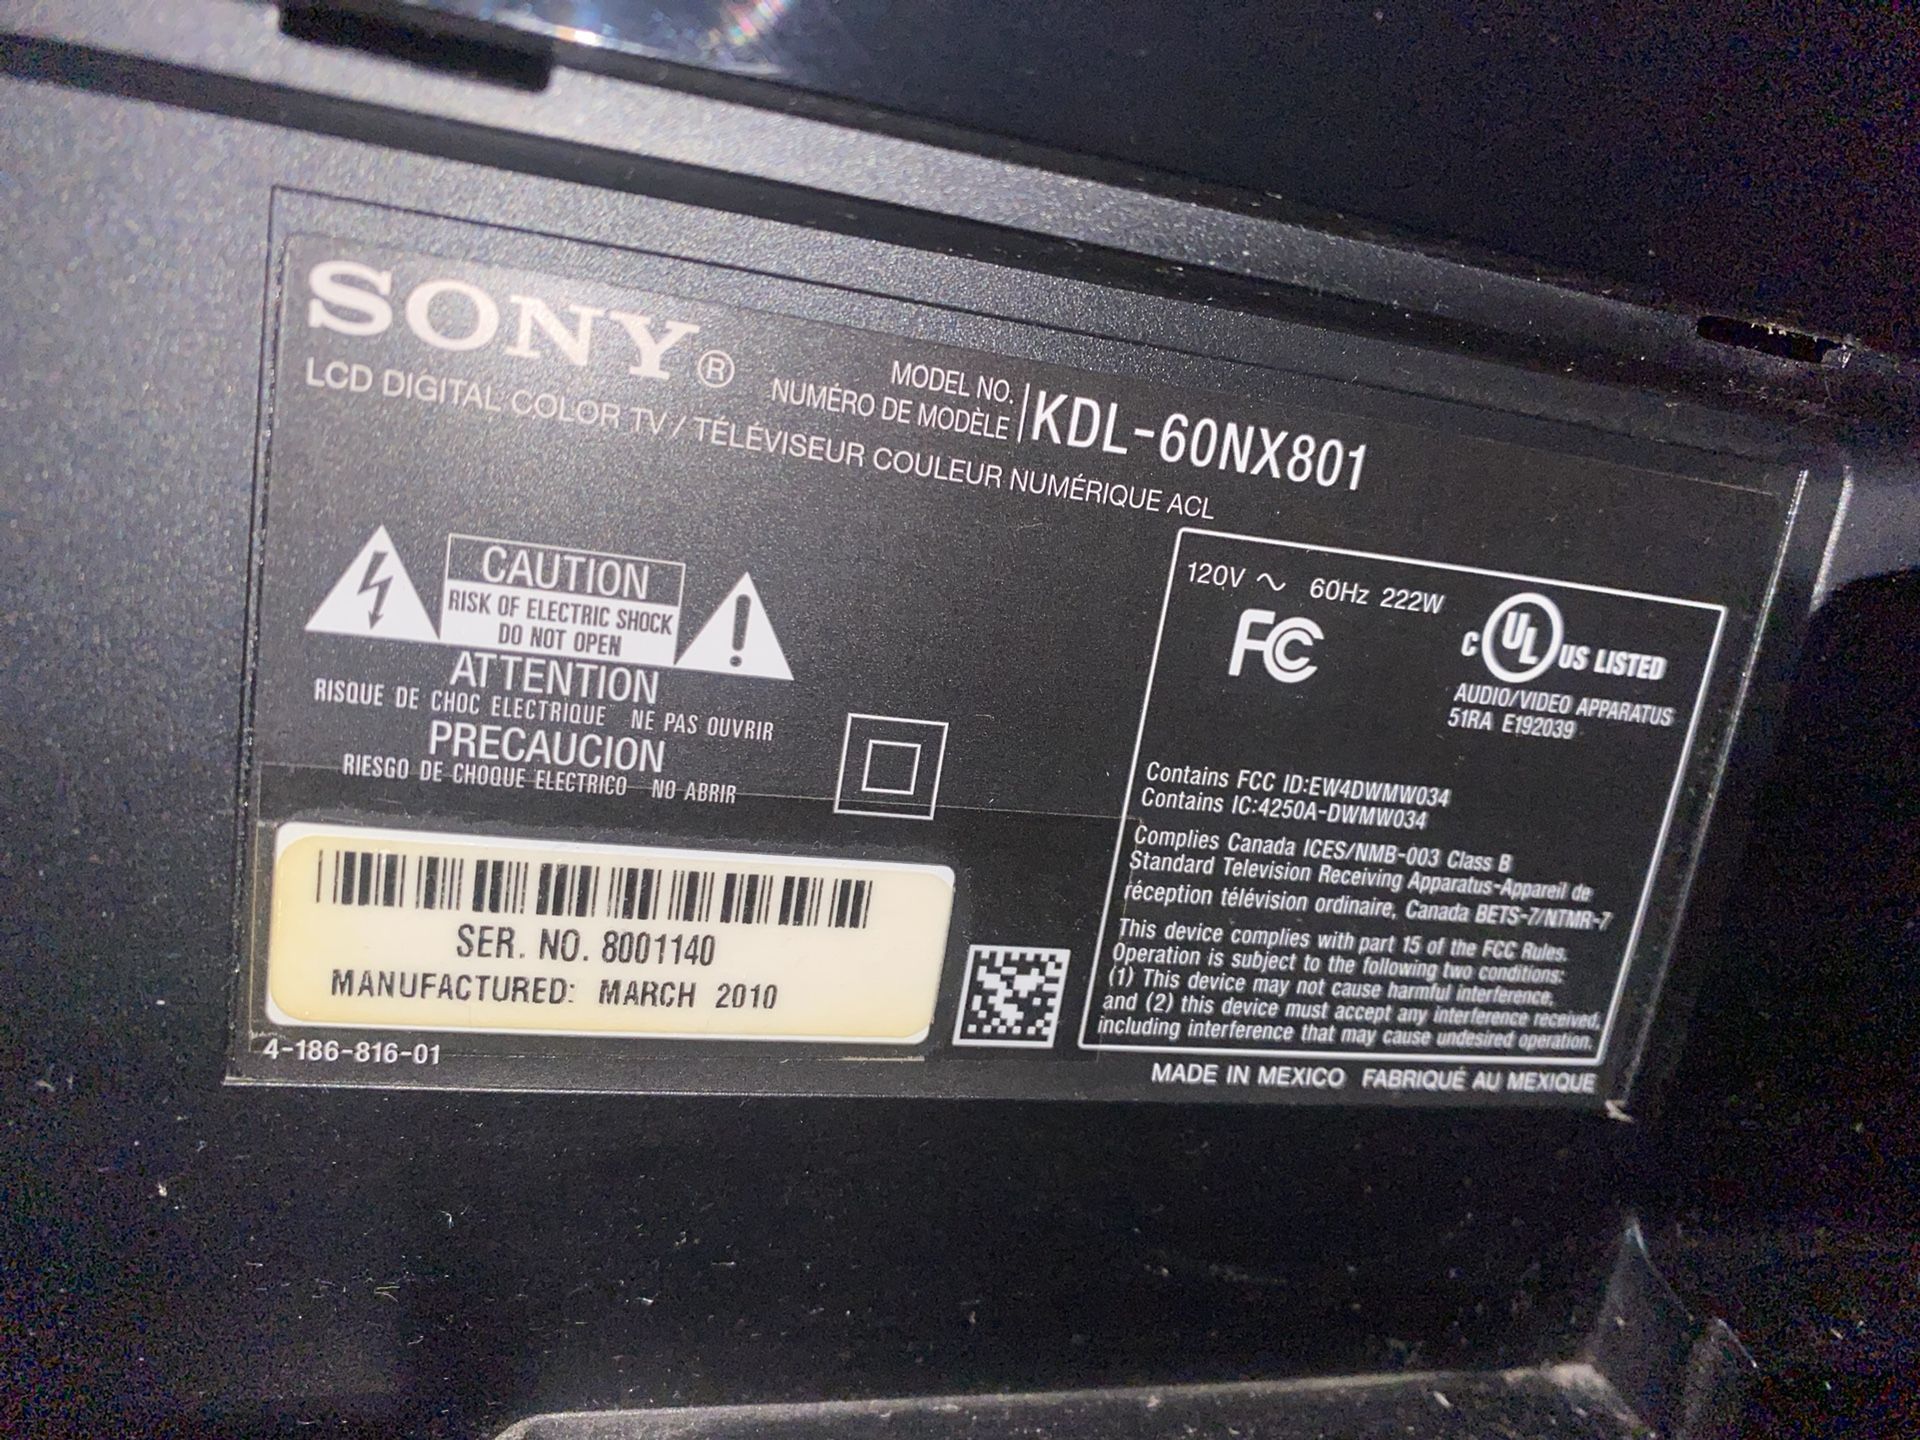 SONY®
MODEL NO.
NUMÉRO DE MODÈLE
KDL-60NX801
LCD DIGITAL COLOR TV / TÉLÉVISEUR COULEUR NUMÉRIQUE ACL
CAUTION
RISK OF ELECTRIC SHOCK
DO NOT OPEN
ATTENTION
RISQUE DE CHOC ELECTRIQUE NE PAS OUVRIR
PRECAUCION
RIESGO DE CHOQUE ELECTRICO NO ABRIR
120V ~ 60Hz 222W
FC
C UL US LISTED
AUDIO/VIDEO APPARATUS
51RA E192039
Contains FCC ID:EW4DWMW034
Contains IC:4250A-DWMW034
Complies Canada ICES/NMB-003 Class B
Standard Television Receiving Apparatus-Appareil de
réception télévision ordinaire, Canada BETS-7/NTMR-7
This device complies with part 15 of the FCC Rules.
Operation is subject to the following two conditions:
(1) This device may not cause harmful interference,
and (2) this device must accept any interference received,
including interference that may cause undesired operation.
SER. NO. 8001140
MANUFACTURED: MARCH 2010
4-186-816-01
MADE IN MEXICO FABRIQUÉ AU MEXIQUE